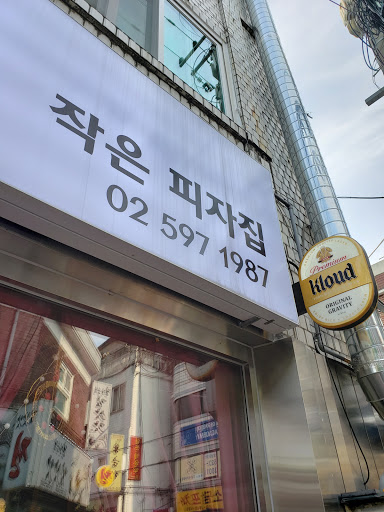 작은 피자집
02 597 1987
Premium
Kloud
ORIGINAL
GRAVITY